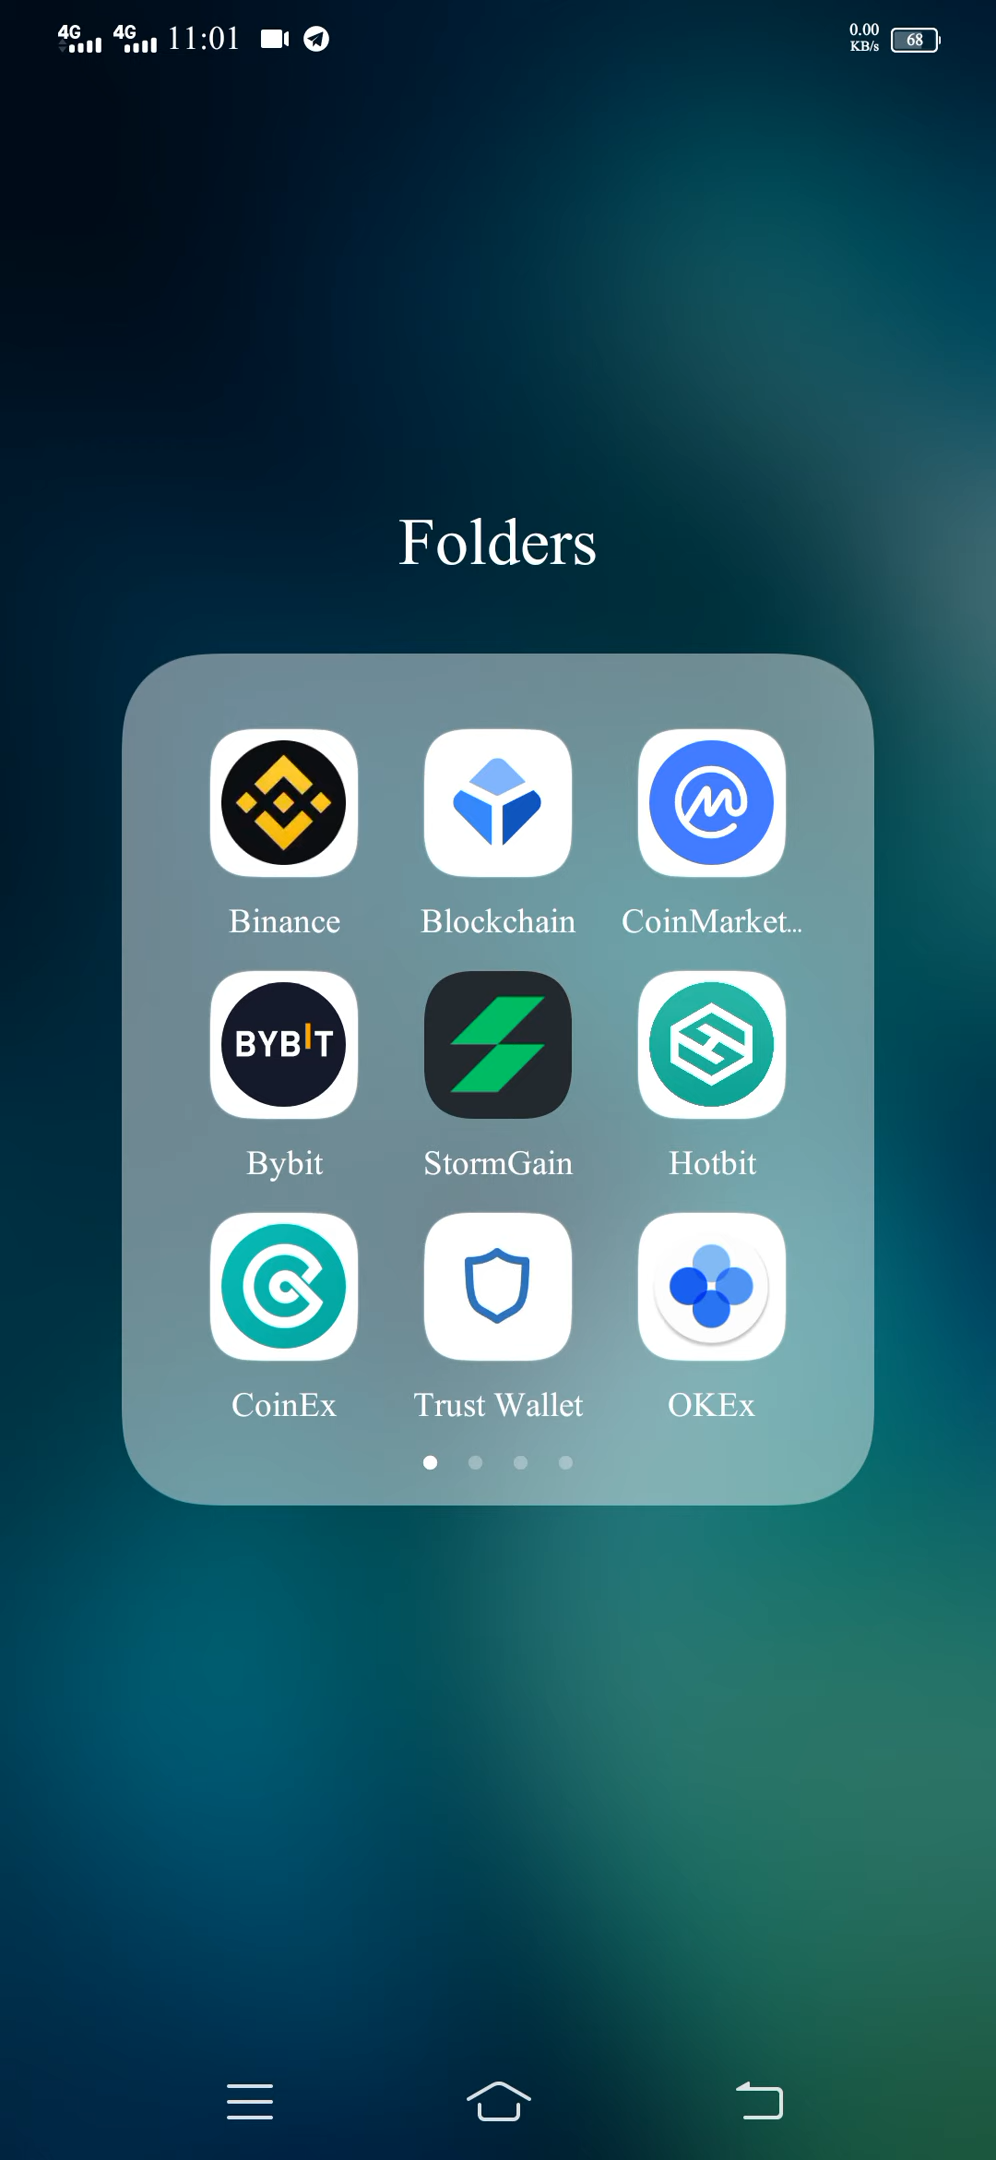 4G 4G 11:01 0.00 KB/s 68
Folders
Binance Blockchain CoinMarket...
BYBIT
Bybit StormGain Hotbit
CoinEx Trust Wallet OKEx